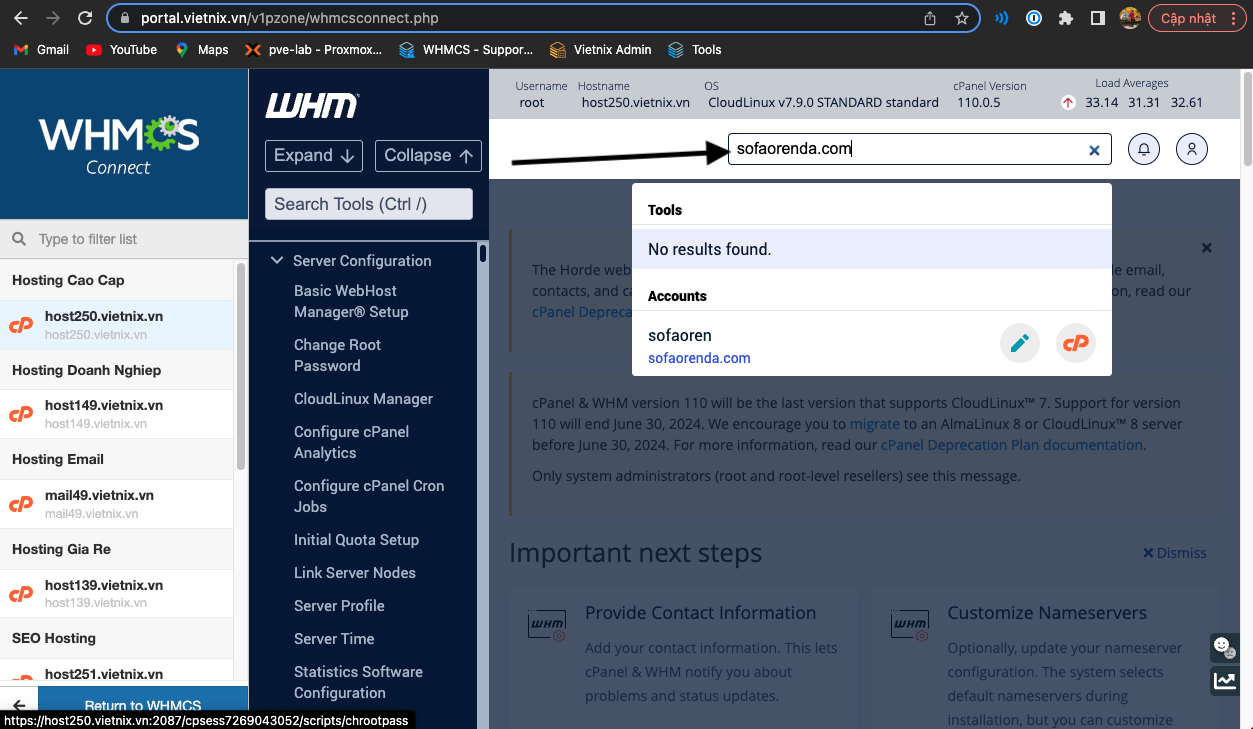 portal.vietnix.vn/v1pzone/whmcsconnect.php
Cập nhật
Gmail
YouTube
Maps
pve-lab - Proxmox...
WHMCS - Suppor...
Vietnix Admin
Tools
WHMCS
Connect
Type to filter list
Hosting Cao Cap
host250.vietnix.vn
host250.vietnix.vn
Hosting Doanh Nghiep
host149.vietnix.vn
host149.vietnix.vn
Hosting Email
mail49.vietnix.vn
mail49.vietnix.vn
Hosting Gia Re
host139.vietnix.vn
host139.vietnix.vn
SEO Hosting
host251.vietnix.vn
Return to WHMCS
https://host250.vietnix.vn:2087/cpsess7269043052/scripts/chrootpass
WHM
Expand
Collapse
Search Tools (Ctrl /)
Server Configuration
Basic WebHost
Manager® Setup
Change Root
Password
CloudLinux Manager
Configure cPanel
Analytics
Configure cPanel Cron
Jobs
Initial Quota Setup
Link Server Nodes
Server Profile
Server Time
Statistics Software
Configuration
Username Hostname OS cPanel Version Load Averages
root host250.vietnix.vn CloudLinux v7.9.0 STANDARD standard 110.0.5 33.14 31.31 32.61
sofaorenda.com
Tools
No results found.
Accounts
sofaoren
sofaorenda.com
The Horde web e email,
contacts, and ca on, read our
cPanel Depreca
cPanel & WHM version 110 will be the last version that supports CloudLinux™ 7. Support for version
110 will end June 30, 2024. We encourage you to migrate to an AlmaLinux 8 or CloudLinux™ 8 server
before June 30, 2024. For more information, read our cPanel Deprecation Plan documentation.
Only system administrators (root and root-level resellers) see this message.
Important next steps
Dismiss
WHM
Provide Contact Information
Add your contact information. This lets
cPanel & WHM notify you about
problems and status updates.
WHM
Customize Nameservers
Optionally, update your nameserver
configuration. The system selects
default nameservers during
installation, but you can customize